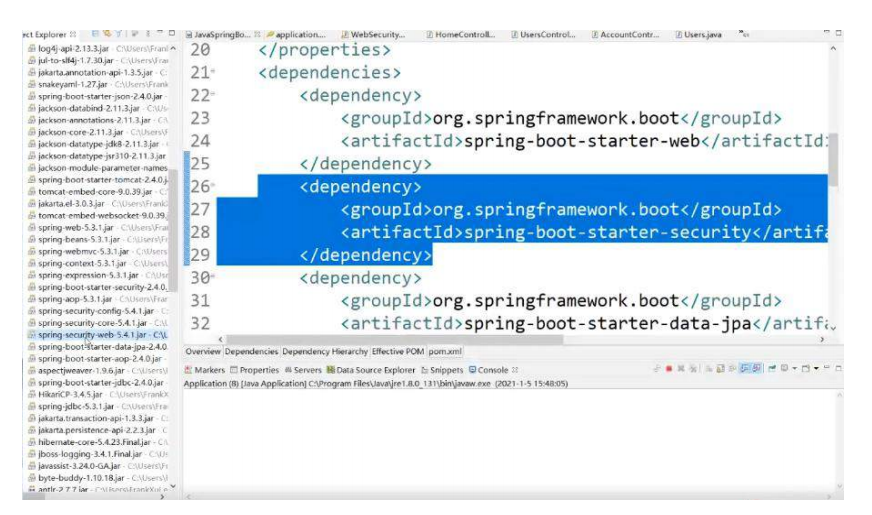 ect Explorer
log4j-api-2.13.3.jar - C:\Users\Franl
jul-to-slf4j-1.7.30.jar - C:\Users\Frai
jakarta.annotation-api-1.3.5.jar - C:
snakeyaml-1.27.jar - C:\Users\Frank
spring-boot-starter-json-2.4.0.jar -
jackson-databind-2.11.3.jar - C:\Us
jackson-annotations-2.11.3.jar - C:\
jackson-core-2.11.3.jar - C:\Users\F
jackson-datatype-jdk8-2.11.3.jar -
jackson-datatype-jsr310-2.11.3.jar
jackson-module-parameter-names
spring-boot-starter-tomcat-2.4.0.j
tomcat-embed-core-9.0.39.jar - C:
jakarta.el-3.0.3.jar - C:\Users\Frank
tomcat-embed-websocket-9.0.39.
spring-web-5.3.1.jar - C:\Users\Frai
spring-beans-5.3.1.jar - C:\Users\Fr
spring-webmvc-5.3.1.jar - C:\Users
spring-context-5.3.1.jar - C:\Users\
spring-expression-5.3.1.jar - C:\Use
spring-boot-starter-security-2.4.0.
spring-aop-5.3.1.jar - C:\Users\Frar
spring-security-config-5.4.1.jar - C:
spring-security-core-5.4.1.jar - C:\L
spring-security-web-5.4.1.jar - C:\L
spring-boot-starter-data-jpa-2.4.0
spring-boot-starter-aop-2.4.0.jar -
aspectjweaver-1.9.6.jar - C:\Users\
spring-boot-starter-jdbc-2.4.0.jar -
HikariCP-3.4.5.jar - C:\Users\FrankX
spring-jdbc-5.3.1.jar - C:\Users\Fra
jakarta.transaction-api-1.3.3.jar - C:
jakarta.persistence-api-2.2.3.jar - C
hibernate-core-5.4.23.Final.jar - C:\
jboss-logging-3.4.1.Final.jar - C:\U
javassist-3.24.0-GA.jar - C:\Users\Fr
byte-buddy-1.10.18.jar - C:\Users\F
antlr-2.7.7.jar - C:\Users\FrankXu\
JavaSpringBo... application.... WebSecurity... HomeControll... UsersControl... AccountContr... Users.java
20 </properties>
21 <dependencies>
22 <dependency>
23 <groupId>org.springframework.boot</groupId>
24 <artifactId>spring-boot-starter-web</artifactId>
25 </dependency>
26 <dependency>
27 <groupId>org.springframework.boot</groupId>
28 <artifactId>spring-boot-starter-security</artifa
29 </dependency>
30 <dependency>
31 <groupId>org.springframework.boot</groupId>
32 <artifactId>spring-boot-starter-data-jpa</artifa
Overview Dependencies Dependency Hierarchy Effective POM pom.xml
Markers Properties Servers Data Source Explorer Snippets Console
Application (8) [Java Application] C:\Program Files\Java\jre1.8.0_131\bin\javaw.exe (2021-1-5 15:48:05)